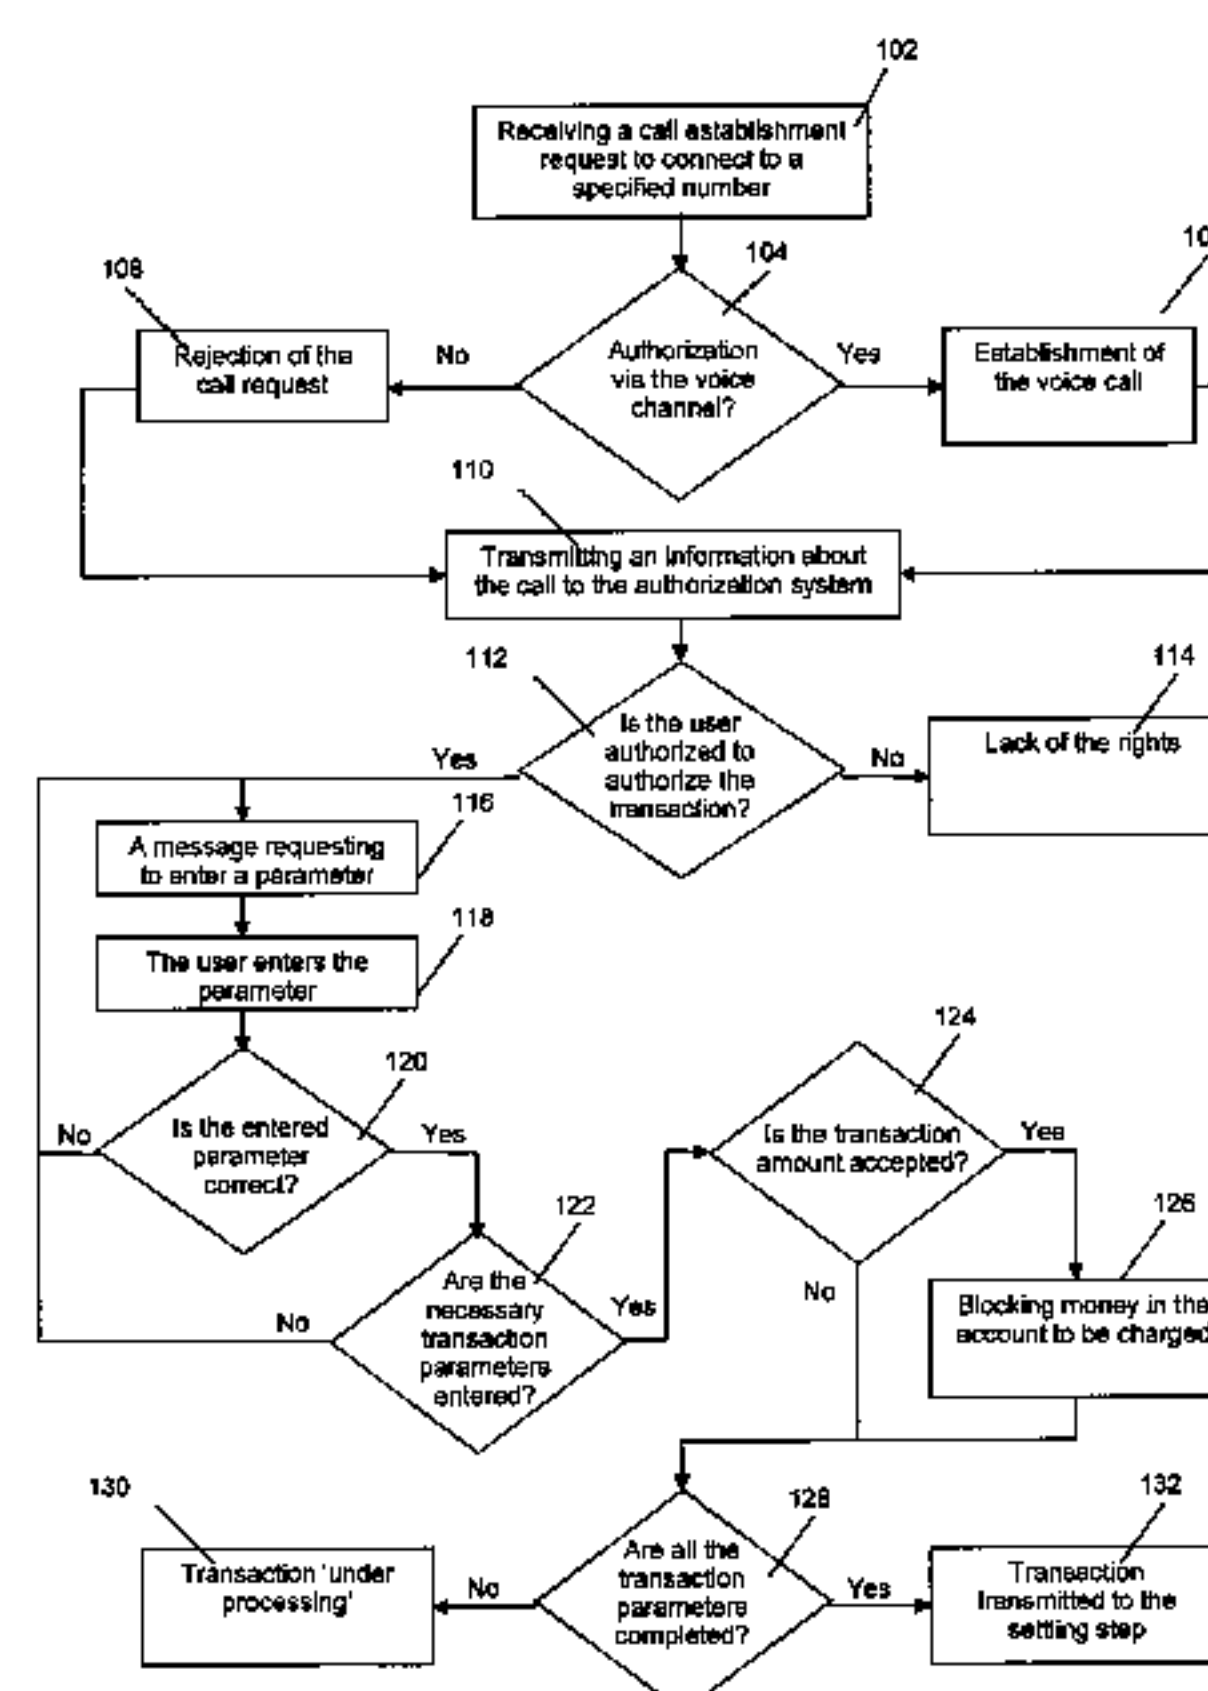 102
Receiving a call establishment
request to connect to a
specified number
104
108
10
Rejection of the
call request
No
Authorization
via the voice
channel?
Yes
Establishment of
the voice call
110
Transmitting an Information about
the call to the authorization system
112
114
Is the user
authorized to
authorize the
transaction?
Yes
No
Lack of the rights
116
A message requesting
to enter a parameter
118
The user enters the
parameter
124
120
No
Is the entered
parameter
correct?
Yes
Is the transaction
amount accepted?
Yes
122
126
No
Are the
necessary
transaction
parameters
entered?
Yes
No
Blocking money in the
account to be charged
130
128
132
Transaction 'under
processing'
No
Are all the
transaction
parameters
completed?
Yes
Transaction
transmitted to the
settling step